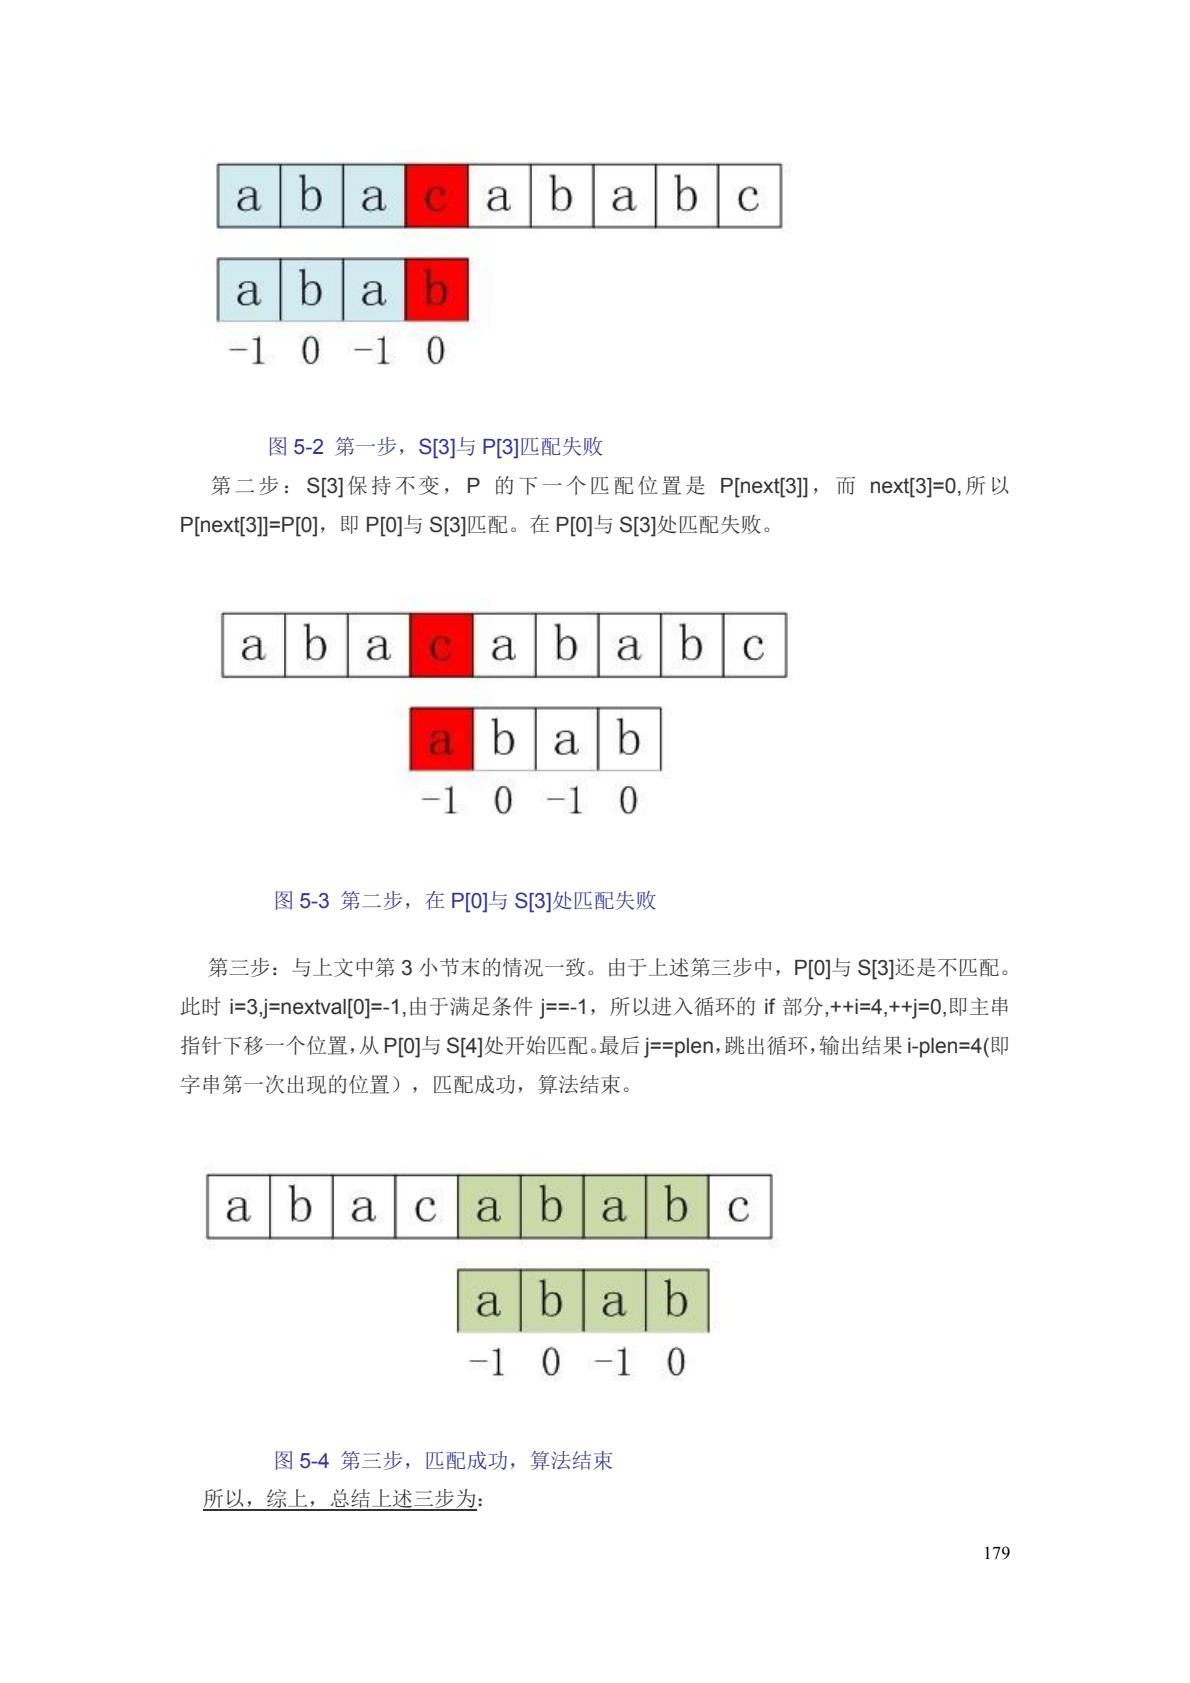 a b a c a b a b c
a b a b
-1 0 -1 0
图 5-2 第一步，S[3]与 P[3]匹配失败
第二步：S[3]保持不变，P 的下一个匹配位置是 P[next[3]]，而 next[3]=0,所以
P[next[3]]=P[0]，即 P[0]与 S[3]匹配。在 P[0]与 S[3]处匹配失败。
a b a c a b a b c
a b a b
-1 0 -1 0
图 5-3 第二步，在 P[0]与 S[3]处匹配失败
第三步：与上文中第 3 小节末的情况一致。由于上述第三步中，P[0]与 S[3]还是不匹配。
此时 i=3,j=nextval[0]=-1,由于满足条件 j==-1，所以进入循环的 if 部分,++i=4,++j=0,即主串
指针下移一个位置，从 P[0]与 S[4]处开始匹配。最后 j==plen，跳出循环，输出结果 i-plen=4(即
字串第一次出现的位置），匹配成功，算法结束。
a b a c a b a b c
a b a b
-1 0 -1 0
图 5-4 第三步，匹配成功，算法结束
所以，综上，总结上述三步为:
179